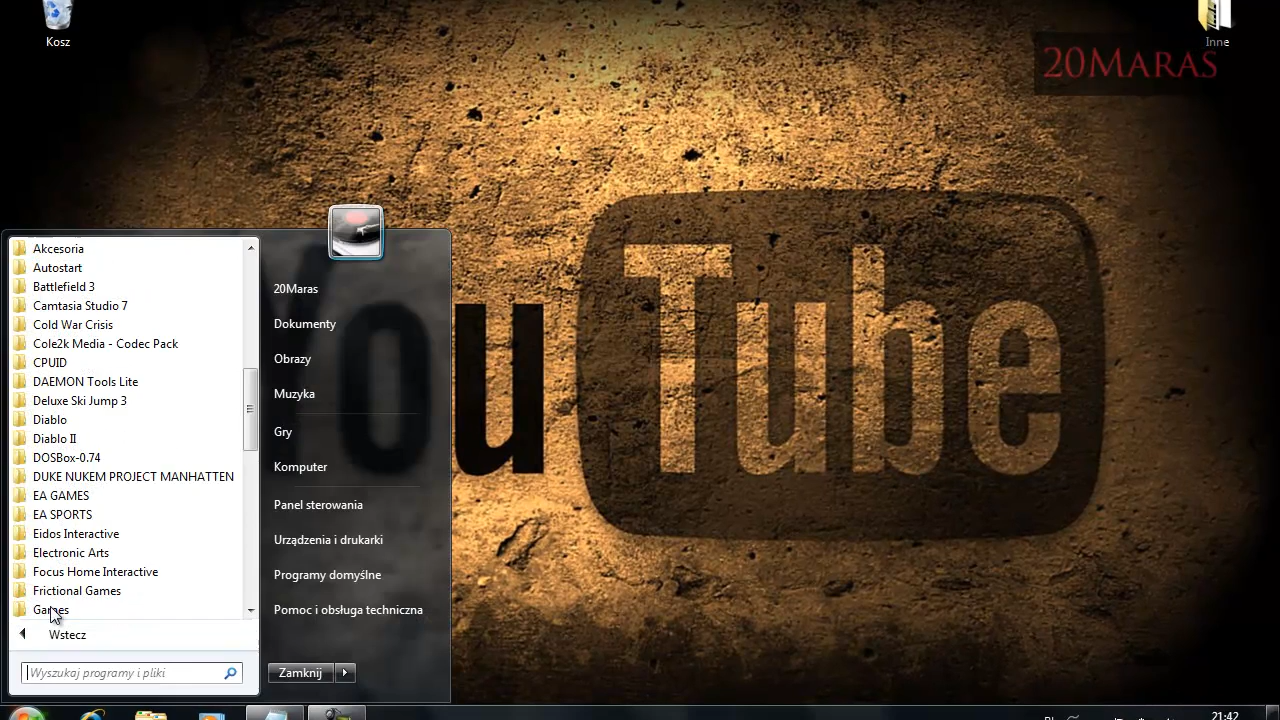 Kosz
Inne
20MARAS
ou
Tube
Akcesoria
Autostart
Battlefield 3
Camtasia Studio 7
Cold War Crisis
Cole2k Media - Codec Pack
CPUID
DAEMON Tools Lite
Deluxe Ski Jump 3
Diablo
Diablo II
DOSBox-0.74
DUKE NUKEM PROJECT MANHATTEN
EA GAMES
EA SPORTS
Eidos Interactive
Electronic Arts
Focus Home Interactive
Frictional Games
Games
Wstecz
Wyszukaj programy i pliki
20Maras
Dokumenty
Obrazy
Muzyka
Gry
Komputer
Panel sterowania
Urządzenia i drukarki
Programy domyślne
Pomoc i obsługa techniczna
Zamknij
21:42